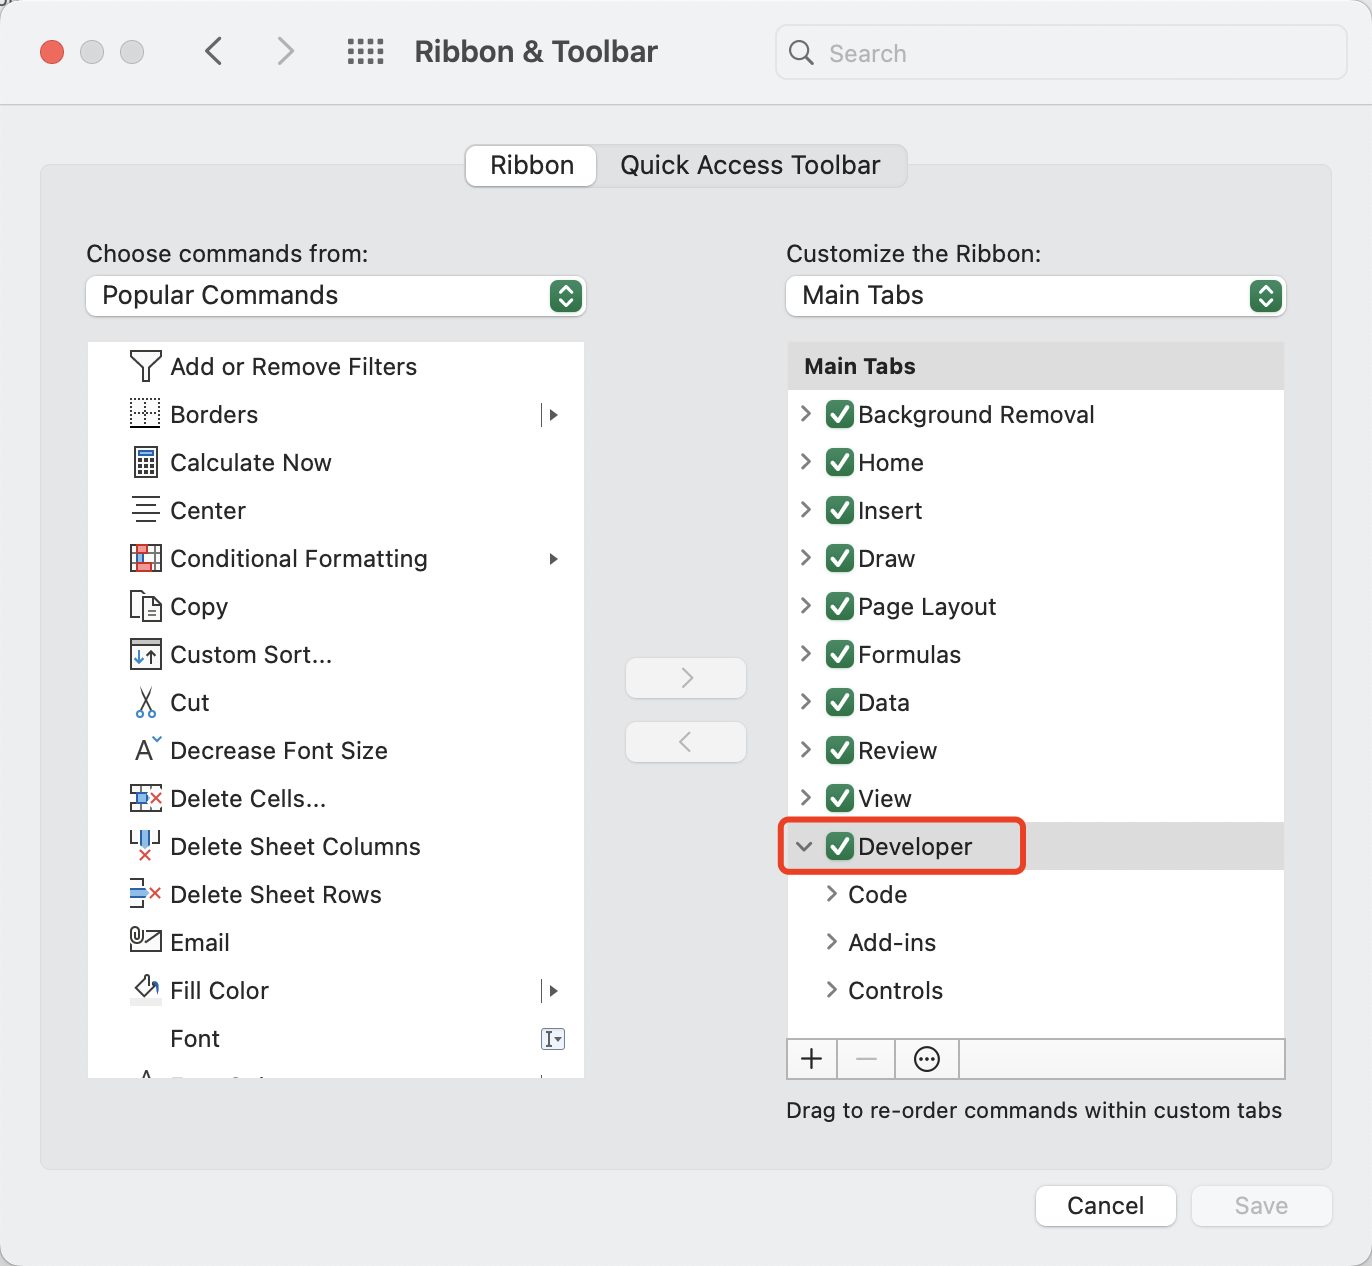 Ribbon & Toolbar
Search
Ribbon
Quick Access Toolbar
Choose commands from:
Popular Commands
Add or Remove Filters
Borders
Calculate Now
Center
Conditional Formatting
Copy
Custom Sort...
Cut
Decrease Font Size
Delete Cells...
Delete Sheet Columns
Delete Sheet Rows
Email
Fill Color
Font
Customize the Ribbon:
Main Tabs
Main Tabs
Background Removal
Home
Insert
Draw
Page Layout
Formulas
Data
Review
View
Developer
Code
Add-ins
Controls
Drag to re-order commands within custom tabs
Cancel
Save